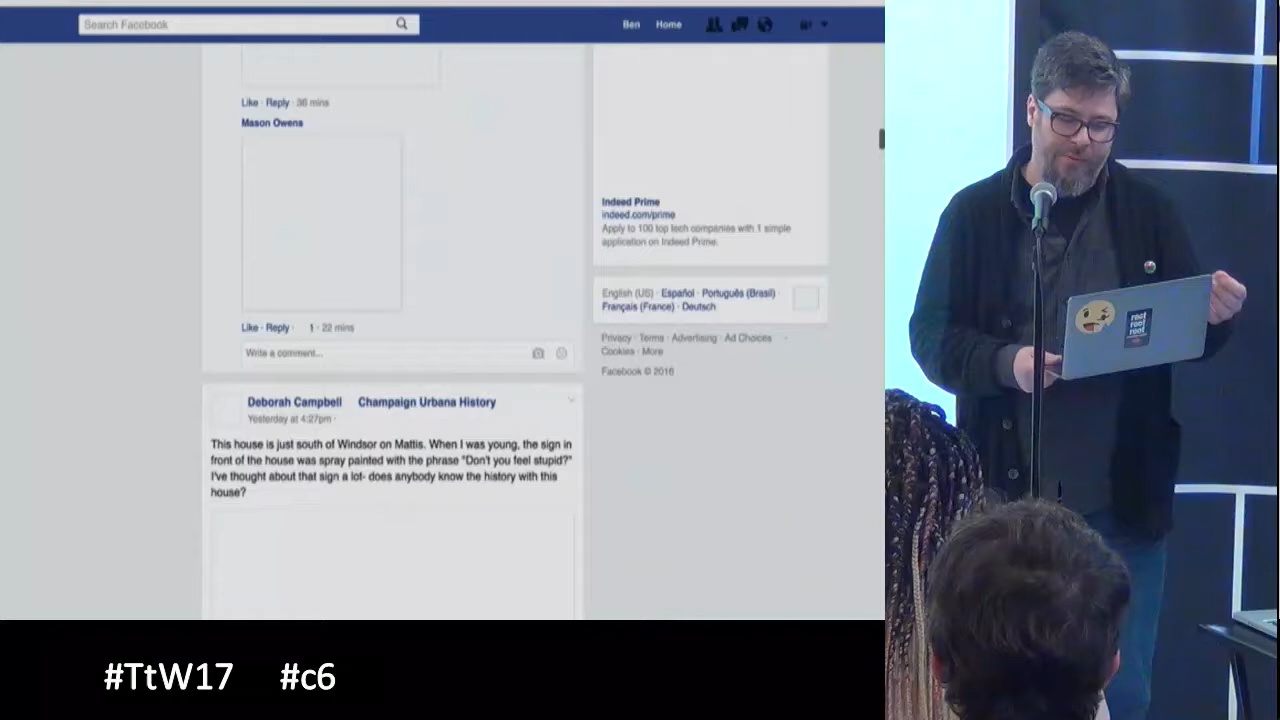 Search Facebook
Ben Home
Like · Reply · 36 mins
Mason Owens
Like · Reply · 1 · 22 mins
Write a comment...
Deborah Campbell Champaign Urbana History
Yesterday at 4:27pm ·
This house is just south of Windsor on Mattis. When I was young, the sign in
front of the house was spray painted with the phrase "Don't you feel stupid?"
I've thought about that sign a lot- does anybody know the history with this
house?
Indeed Prime
indeed.com/prime
Apply to 100 top tech companies with 1 simple
application on Indeed Prime.
English (US) · Español · Português (Brasil) ·
Français (France) · Deutsch
Privacy · Terms · Advertising · Ad Choices ·
Cookies · More
Facebook © 2016
root
root
root
#TtW17 #c6